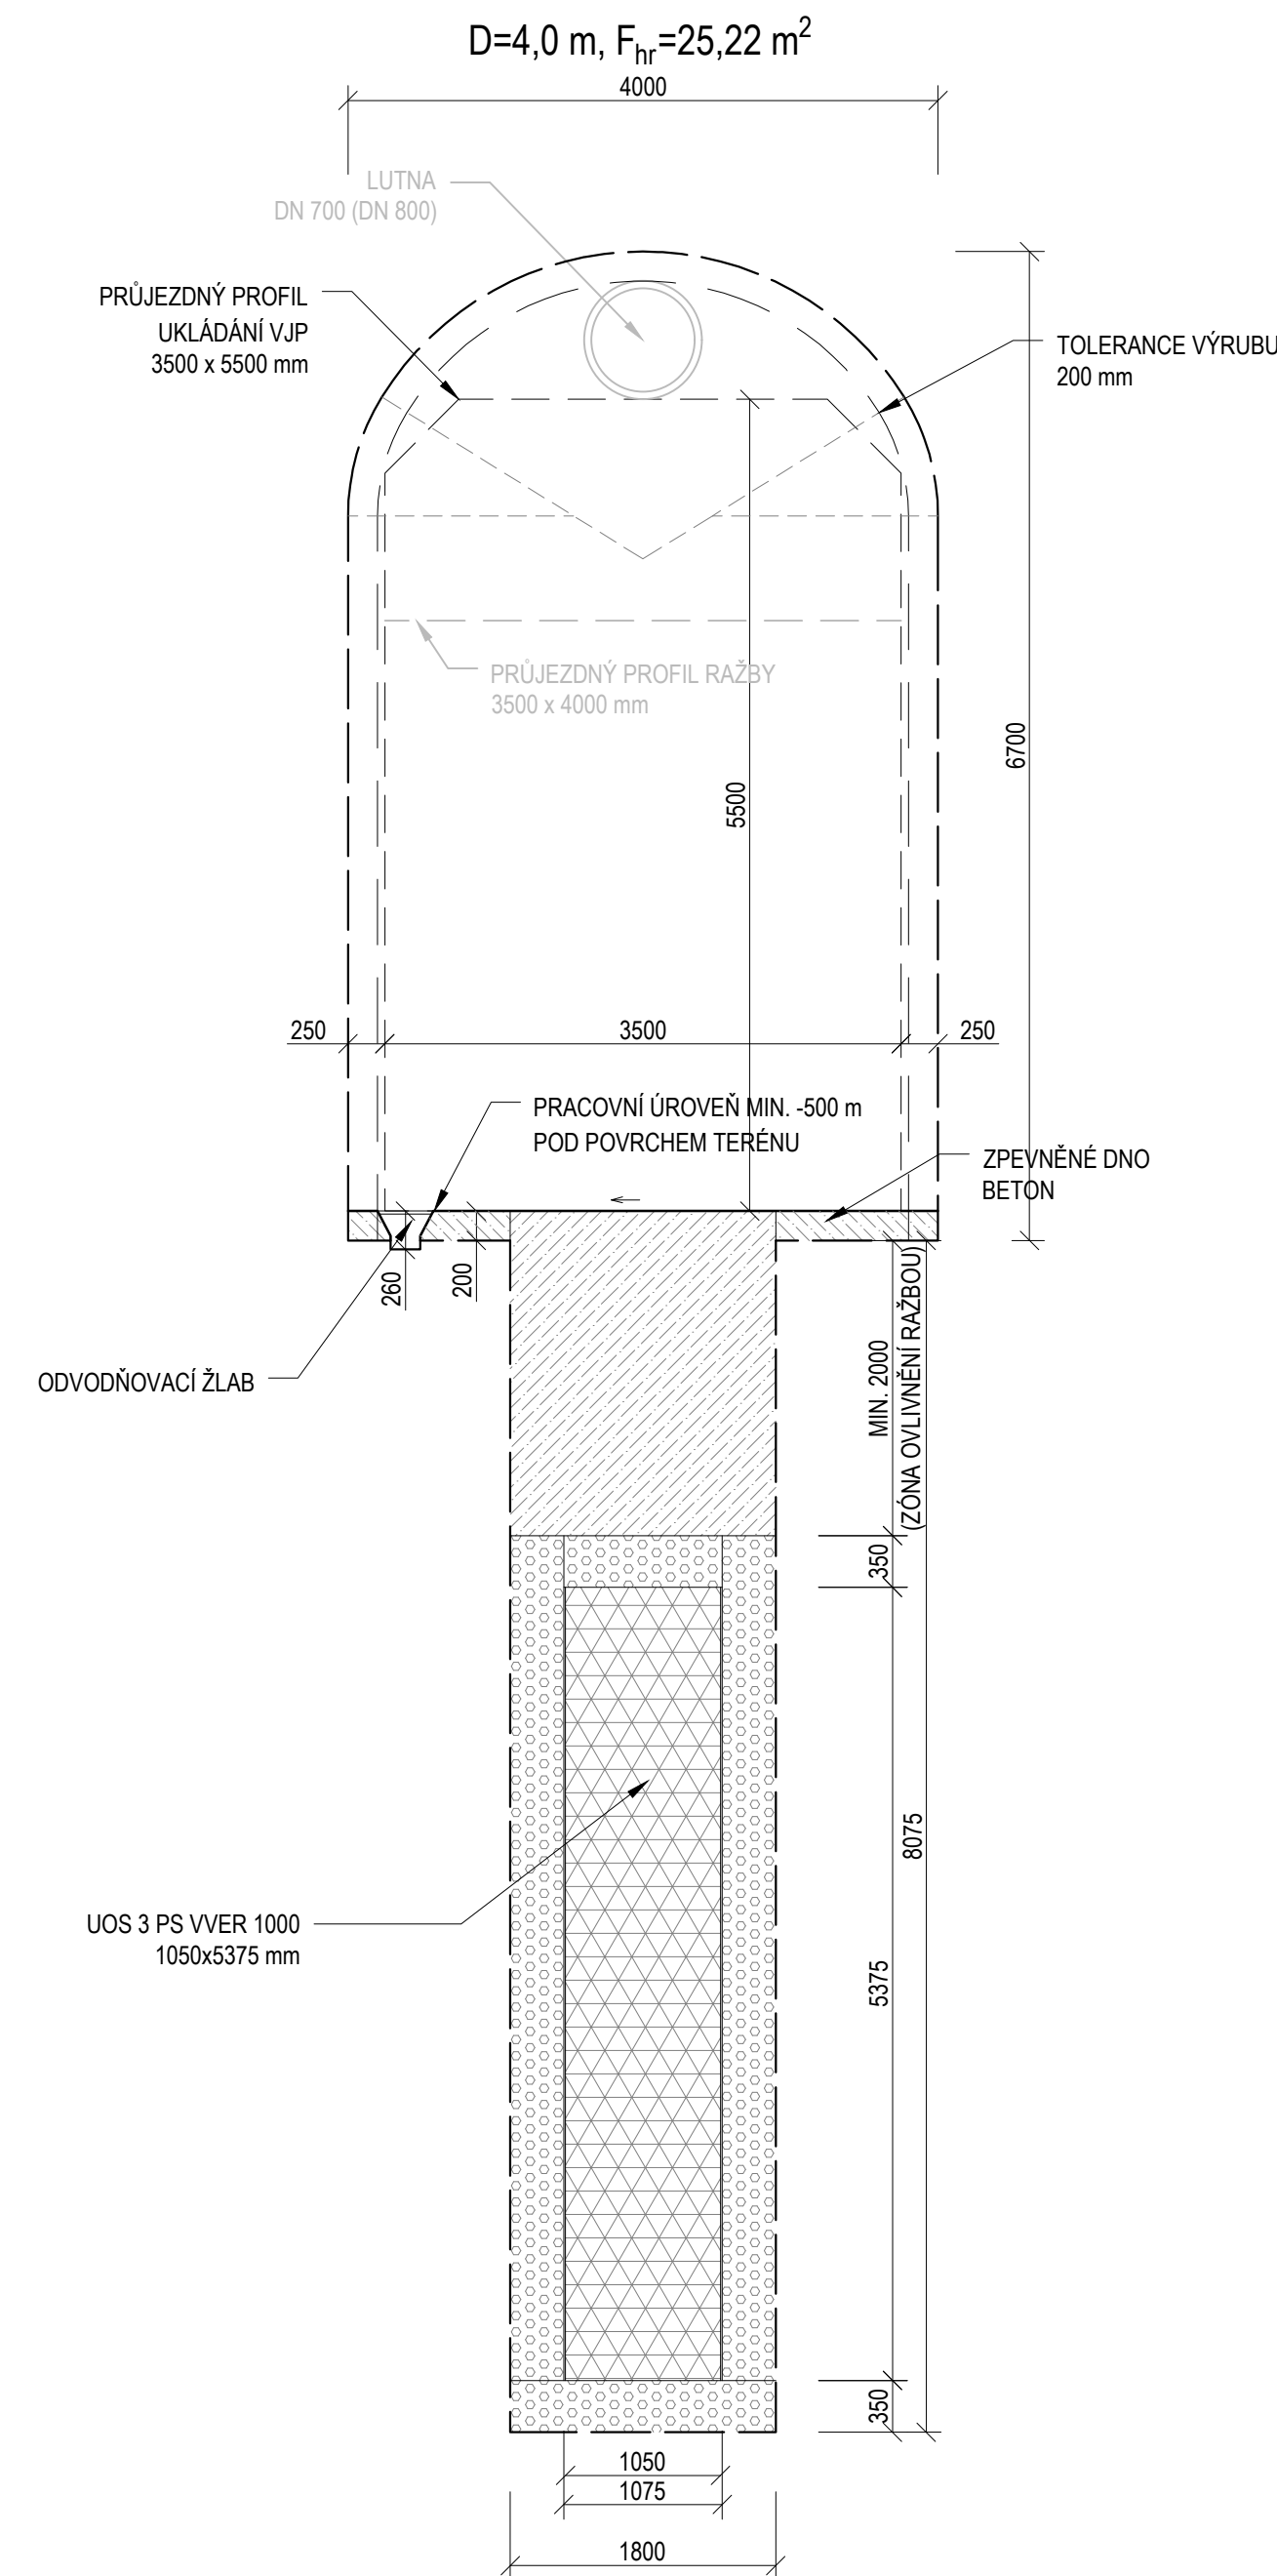 D=4,0 m, Fhr=25,22 m²
4000
LUTNA
DN 700 (DN 800)
PRŮJEZDNÝ PROFIL
UKLÁDÁNÍ VJP
3500 x 5500 mm
TOLERANCE VÝRUBU
200 mm
PRŮJEZDNÝ PROFIL RAŽBY
3500 x 4000 mm
6700
5500
250
3500
250
PRACOVNÍ ÚROVEŇ MIN. -500 m
POD POVRCHEM TERÉNU
ZPEVNĚNÉ DNO
BETON
260
200
ODVODŇOVACÍ ŽLAB
MIN. 2000
(ZÓNA OVLIVNĚNÍ RAŽBOU)
350
8075
UOS 3 PS VVER 1000
1050x5375 mm
5375
350
1050
1075
1800